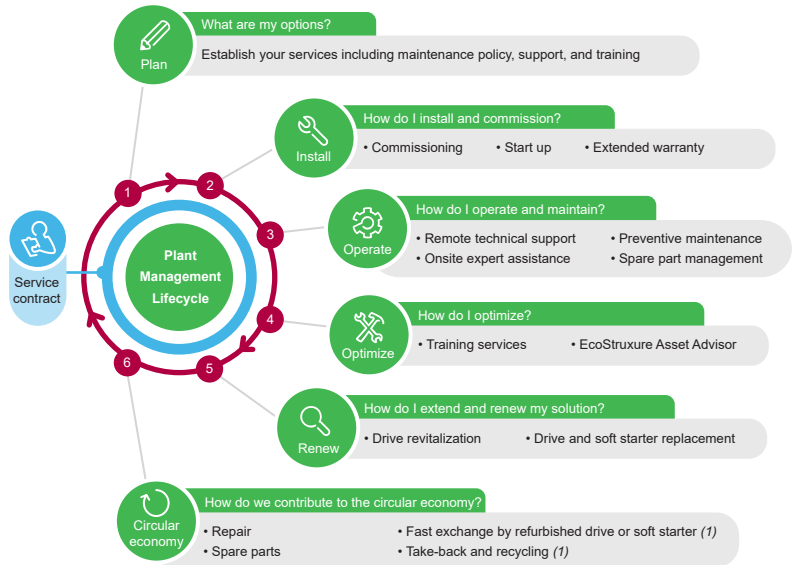 What are my options?
Plan
Establish your services including maintenance policy, support, and training
How do I install and commission?
Install
• Commissioning • Start up • Extended warranty
1
2
3
4
5
6
How do I operate and maintain?
Operate
• Remote technical support • Preventive maintenance
• Onsite expert assistance • Spare part management
Service
contract
Plant
Management
Lifecycle
How do I optimize?
Optimize
• Training services • EcoStruxure Asset Advisor
How do I extend and renew my solution?
Renew
• Drive revitalization • Drive and soft starter replacement
How do we contribute to the circular economy?
Circular
economy
• Repair • Fast exchange by refurbished drive or soft starter (1)
• Spare parts • Take-back and recycling (1)